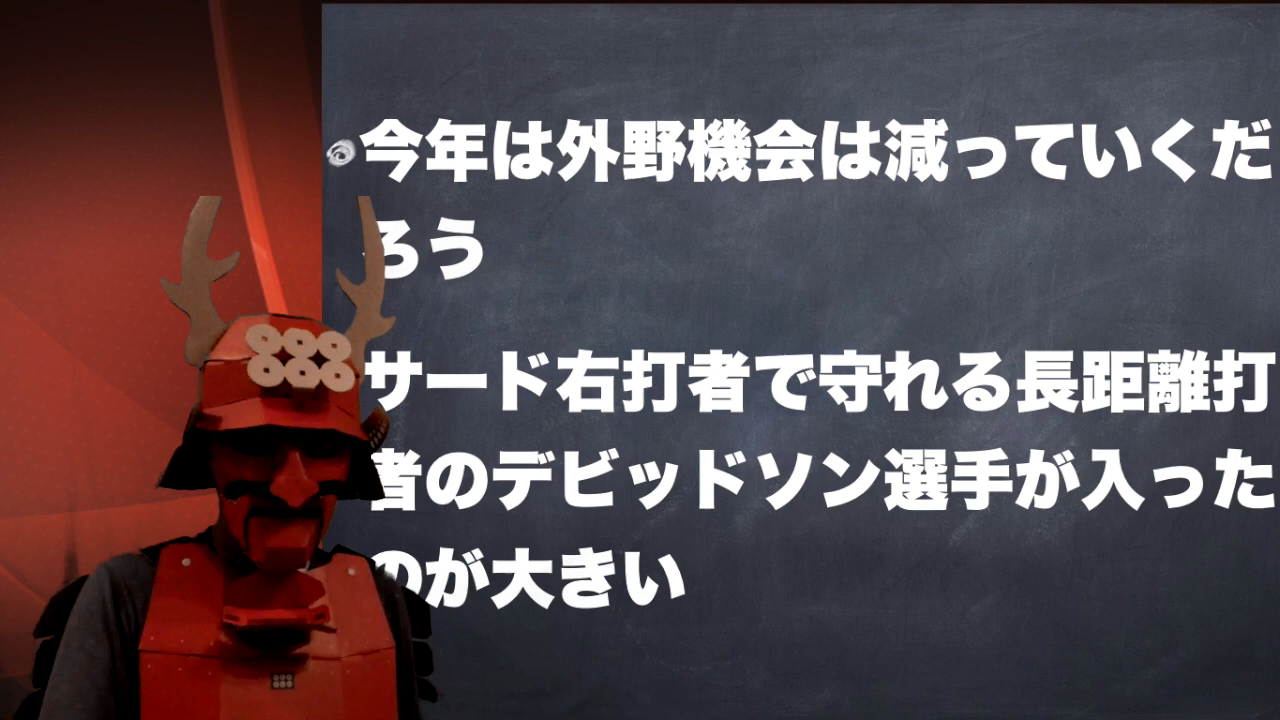 今年は外野機会は減っていくだ
ろう
サード右打者で守れる長距離打
者のデビッドソン選手が入った
のが大きい